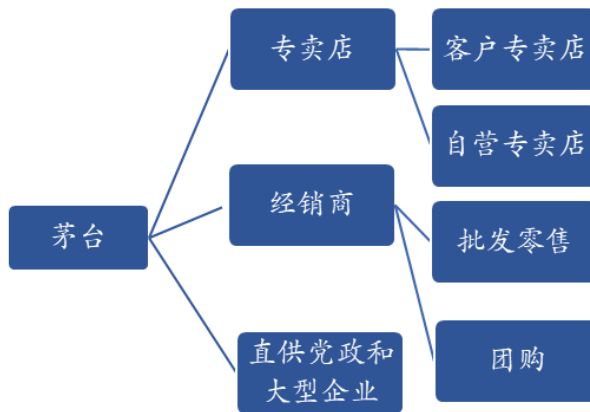 专卖店
客户专卖店
自营专卖店
茅台
经销商
批发零售
直供党政和
大型企业
团购